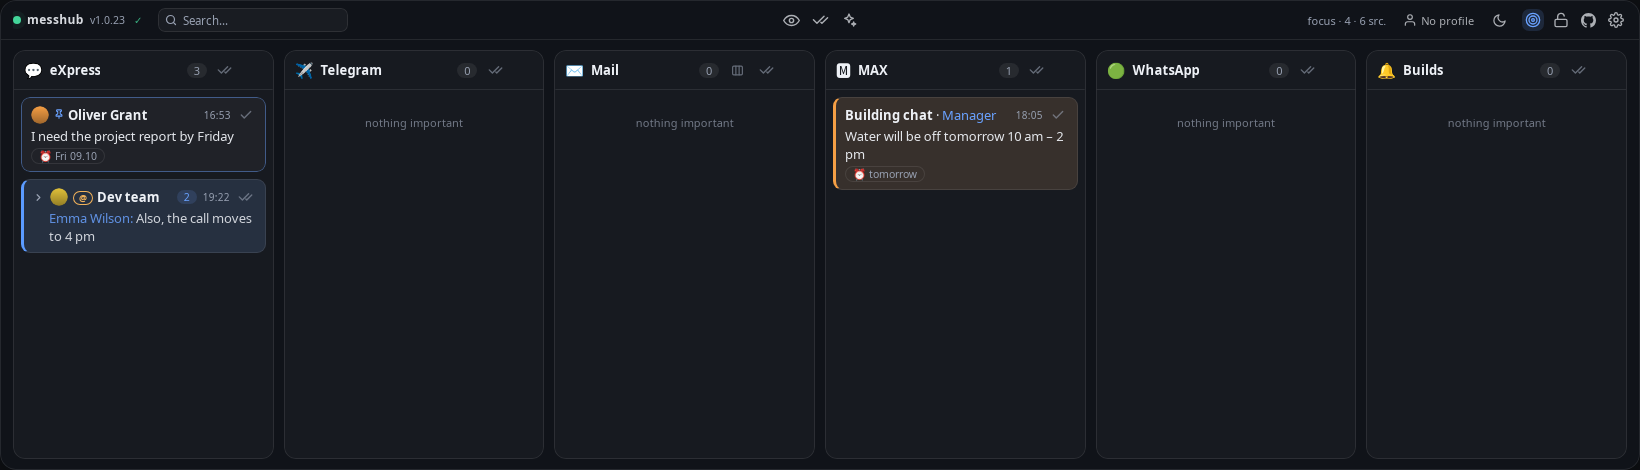 messhub v1.0.23 ✓ Search... focus · 4 · 6 src. No profile
eXpress 3
Oliver Grant 16:53
I need the project report by Friday
Fri 09.10
@ Dev team 2 19:22
Emma Wilson: Also, the call moves
to 4 pm
Telegram 0
nothing important
Mail 0
nothing important
M MAX 1
Building chat · Manager 18:05
Water will be off tomorrow 10 am – 2
pm
tomorrow
WhatsApp 0
nothing important
Builds 0
nothing important